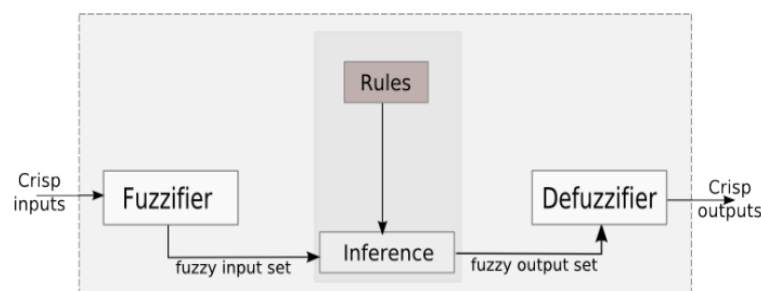 Rules
Crisp
inputs
Fuzzifier
Defuzzifier
Crisp
outputs
Inference
fuzzy input set
fuzzy output set